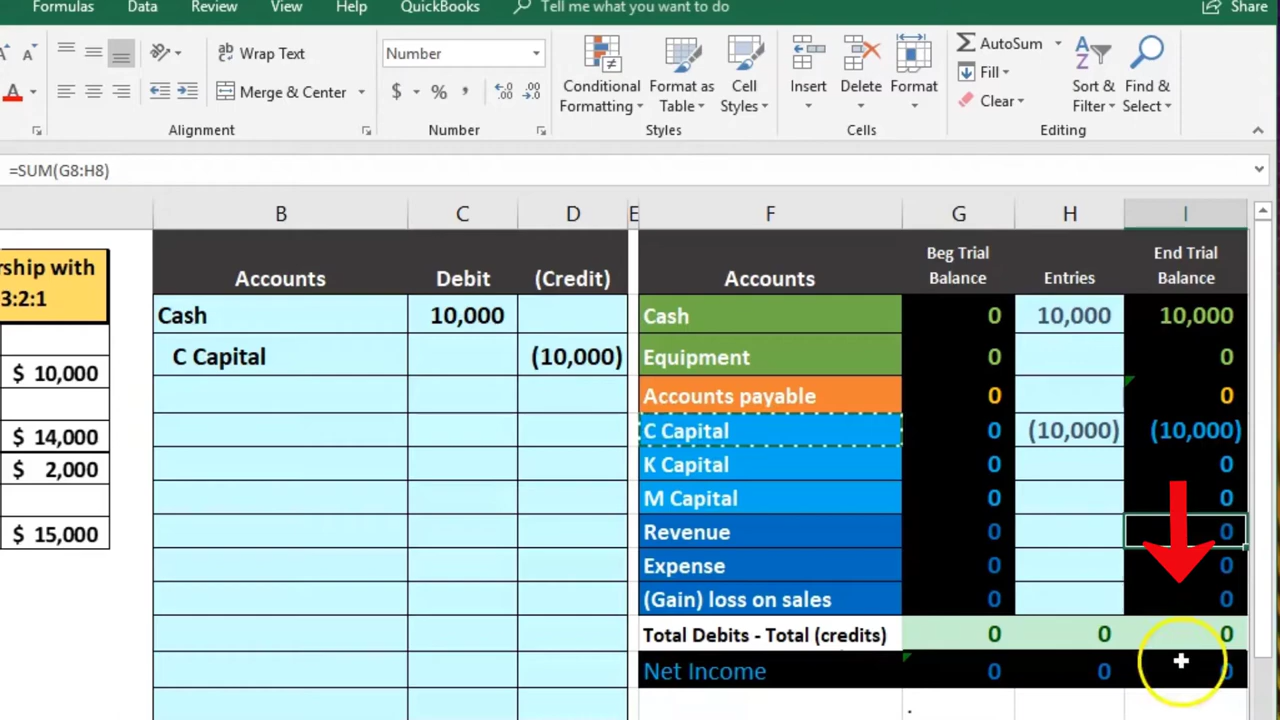 Formulas Data Review View Help QuickBooks Tell me what you want to do Share
Wrap Text Number AutoSum
Fill
Merge & Center $ % , Conditional Format as Cell Insert Delete Format Clear Sort & Find &
Formatting Table Styles Filter Select
Alignment Number Styles Cells Editing
=SUM(G8:H8)
B C D E F G H I
rship with
3:2:1
Accounts Debit (Credit) Accounts Beg Trial Balance Entries End Trial Balance
Cash 10,000 Cash 0 10,000 10,000
C Capital (10,000) Equipment 0 0
$ 10,000 Accounts payable 0 0
$ 14,000 C Capital 0 (10,000) (10,000)
$ 2,000 K Capital 0 0
M Capital 0 0
$ 15,000 Revenue 0 0
Expense 0 0
(Gain) loss on sales 0 0
Total Debits - Total (credits) 0 0 0
Net Income 0 0 0